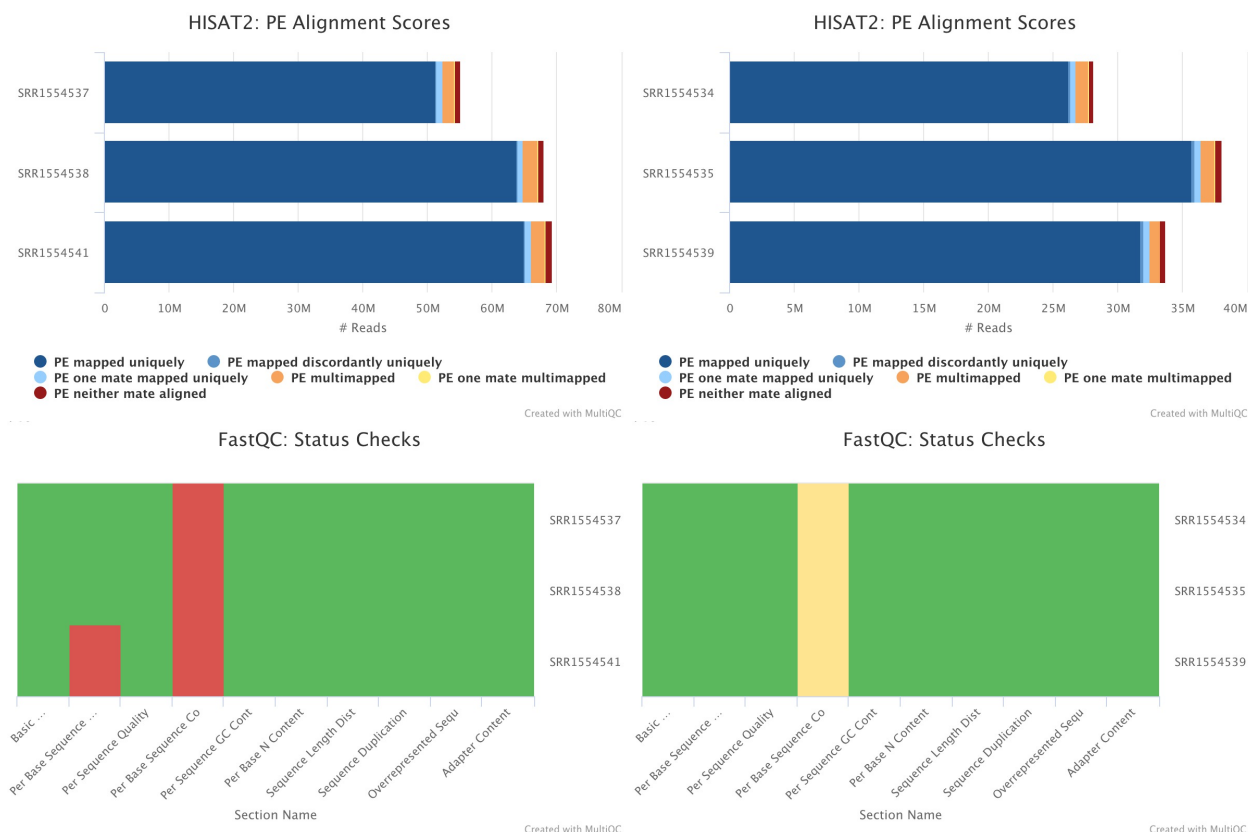 HISAT2: PE Alignment Scores
SRR1554537
SRR1554538
SRR1554541
0 10M 20M 30M 40M 50M 60M 70M 80M
# Reads
PE mapped uniquely PE mapped discordantly uniquely
PE one mate mapped uniquely PE multimapped PE one mate multimapped
PE neither mate aligned
Created with MultiQC
HISAT2: PE Alignment Scores
SRR1554534
SRR1554535
SRR1554539
0 5M 10M 15M 20M 25M 30M 35M 40M
# Reads
PE mapped uniquely PE mapped discordantly uniquely
PE one mate mapped uniquely PE multimapped PE one mate multimapped
PE neither mate aligned
Created with MultiQC
FastQC: Status Checks
SRR1554537
SRR1554538
SRR1554541
Basic ...
Per Base Sequence ...
Per Sequence Quality
Per Base Sequence Co
Per Sequence GC Cont
Per Base N Content
Sequence Length Dist
Sequence Duplication
Overrepresented Sequ
Adapter Content
Section Name
Created with MultiQC
FastQC: Status Checks
SRR1554534
SRR1554535
SRR1554539
Basic ...
Per Base Sequence ...
Per Sequence Quality
Per Base Sequence Co
Per Sequence GC Cont
Per Base N Content
Sequence Length Dist
Sequence Duplication
Overrepresented Sequ
Adapter Content
Section Name
Created with MultiQC